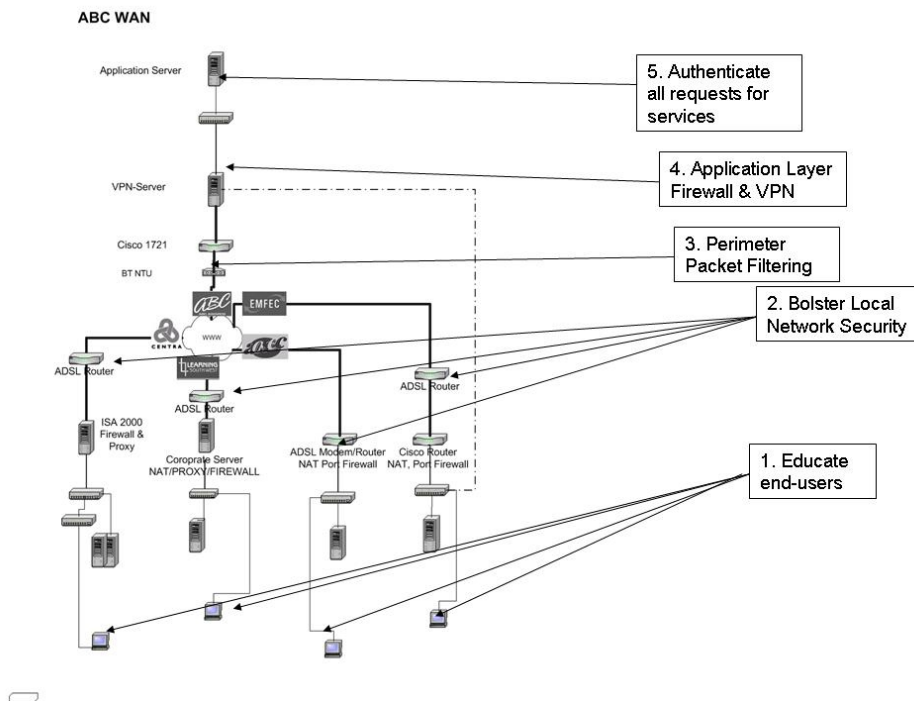 ABC WAN
Application Server
5. Authenticate
all requests for
services
VPN-Server
4. Application Layer
Firewall & VPN
Cisco 1721
3. Perimeter
Packet Filtering
BT NTU
ABC
EMFEC
2. Bolster Local
Network Security
CENTRA
www
LEARNING
ADSL Router
ADSL Router
ADSL Router
ISA 2000
Firewall &
Proxy
Coroprate Server
NAT/PROXY/FIREWALL
ADSL Modem/Router
NAT Port Firewall
Cisco Router
NAT, Port Firewall
1. Educate
end-users